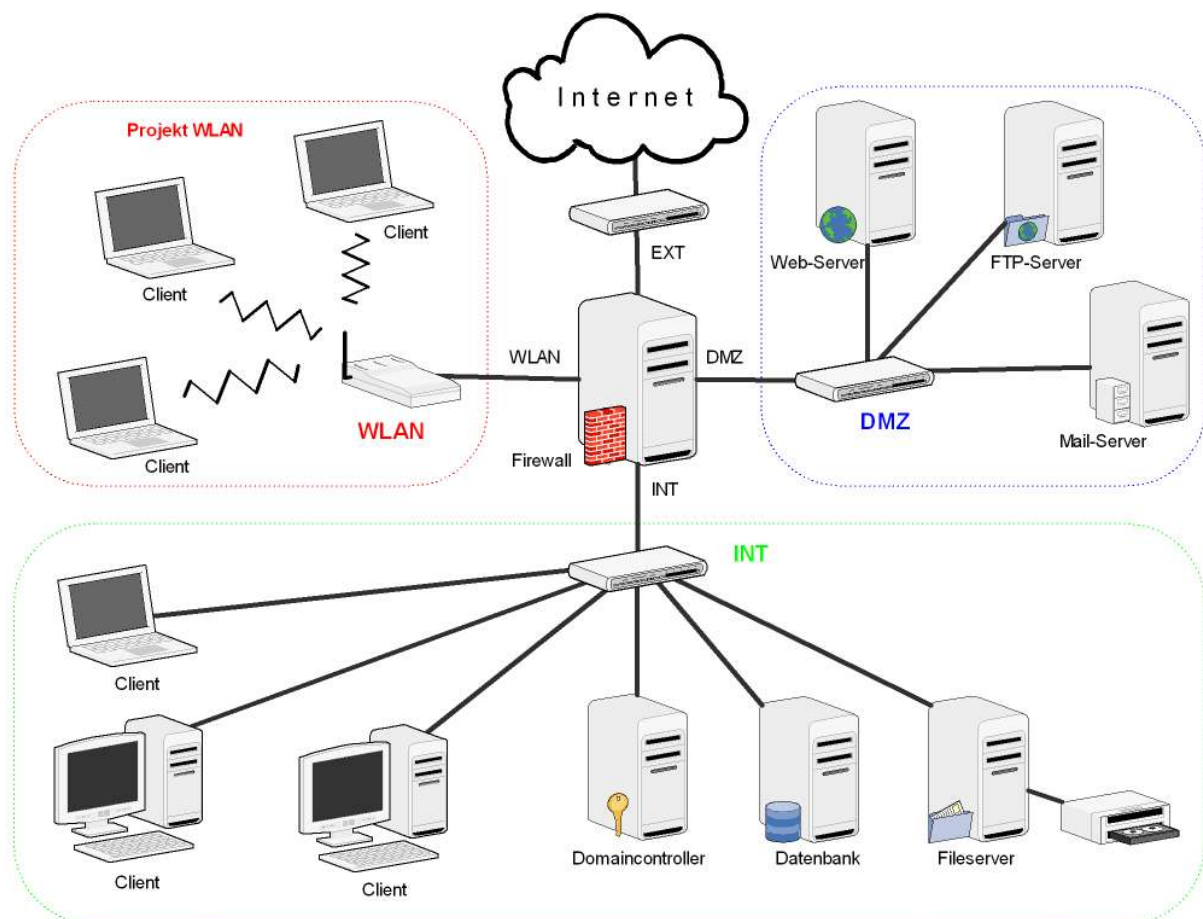 Internet
Projekt WLAN
Client
Client
Client
WLAN
EXT
WLAN
DMZ
Firewall
INT
Web-Server
FTP-Server
Mail-Server
DMZ
INT
Client
Client
Client
Domaincontroller
Datenbank
Fileserver